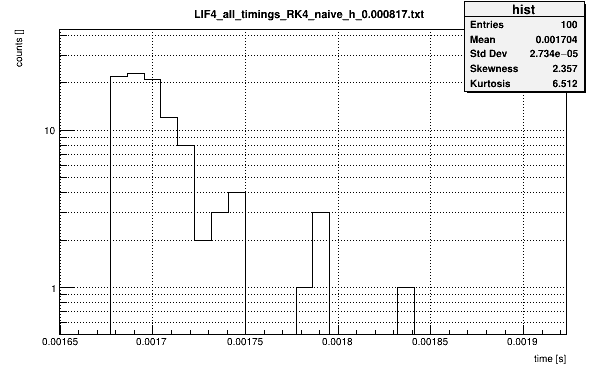 LIF4_all_timings_RK4_naive_h_0.000817.txt
hist
Entries 100
Mean 0.001704
Std Dev 2.734e−05
Skewness 2.357
Kurtosis 6.512
counts []
10
1
0.00165 0.0017 0.00175 0.0018 0.00185 0.0019
time [s]